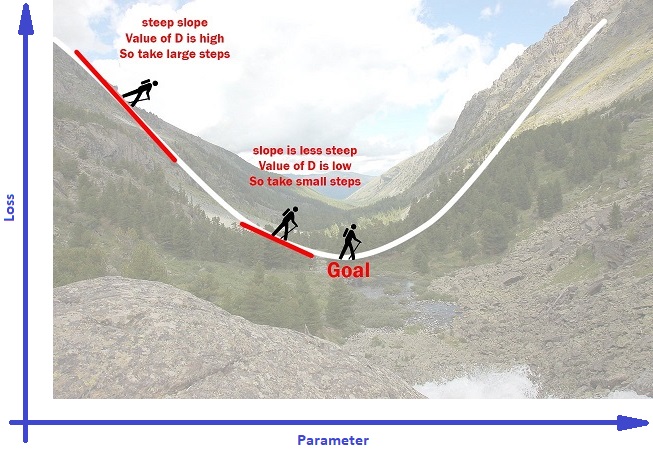 steep slope
Value of D is high
So take large steps
slope is less steep
Value of D is low
So take small steps
Goal
Loss
Parameter